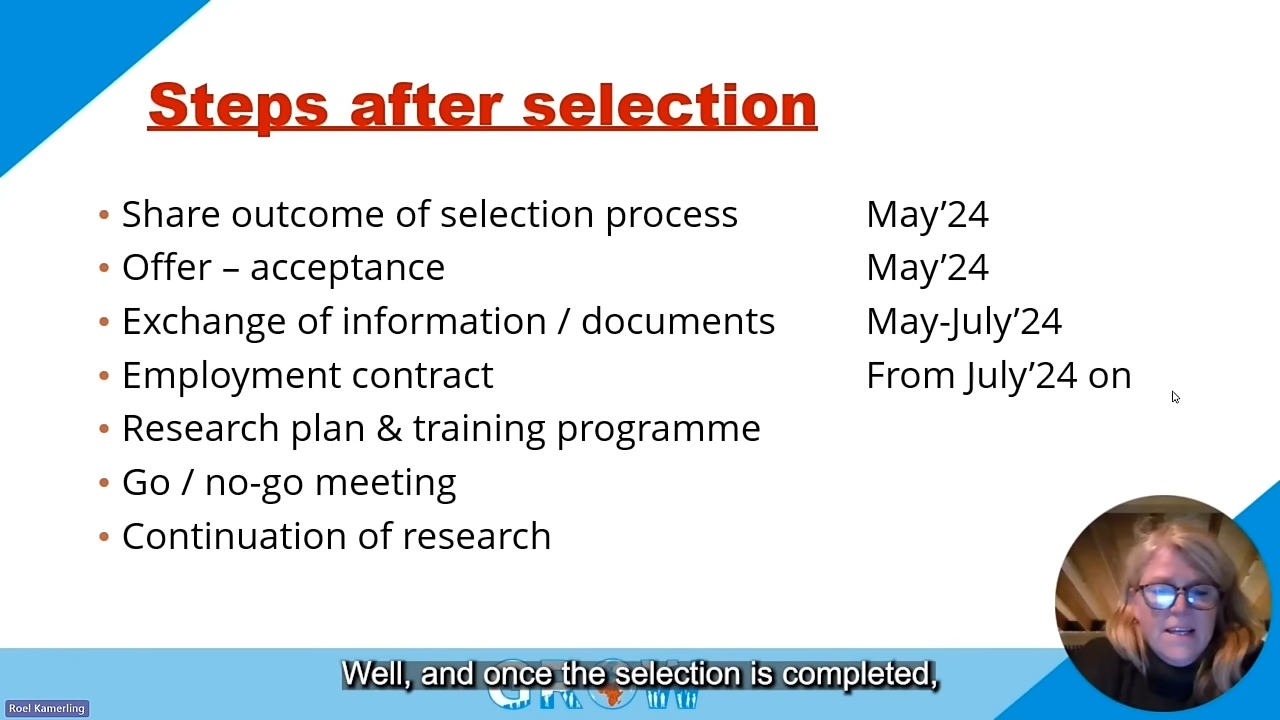 Steps after selection
• Share outcome of selection process May’24
• Offer – acceptance May’24
• Exchange of information / documents May-July’24
• Employment contract From July’24 on
• Research plan & training programme
• Go / no-go meeting
• Continuation of research
GROW
Well, and once the selection is completed,
Roel Kamerling